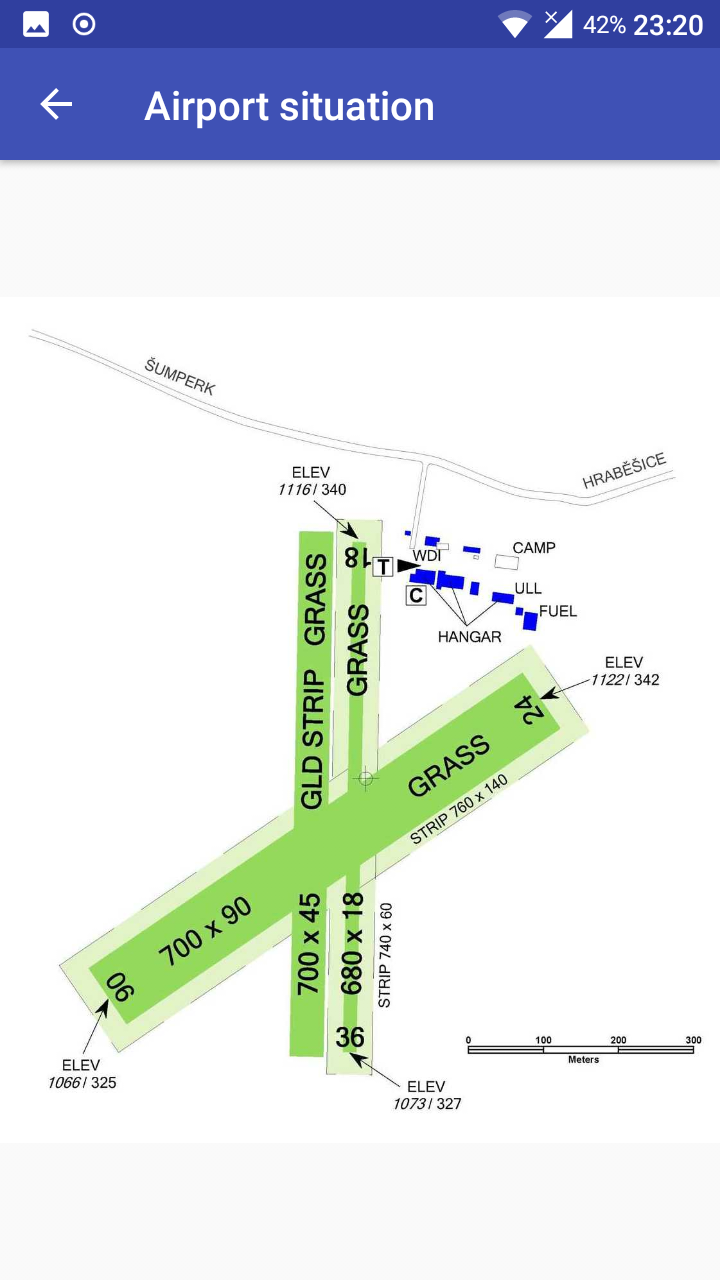 42% 23:20
Airport situation
ŠUMPERK
HRABĚŠICE
ELEV
1116/ 340
18
T
WDI
CAMP
C
ULL
FUEL
HANGAR
ELEV
1122/ 342
24
GLD STRIP GRASS
GRASS
GRASS
STRIP 760 x 140
700 x 90
700 x 45
680 x 18
STRIP 740 x 60
06
36
ELEV
1066/ 325
ELEV
1073/ 327
0 100 200 300
Meters